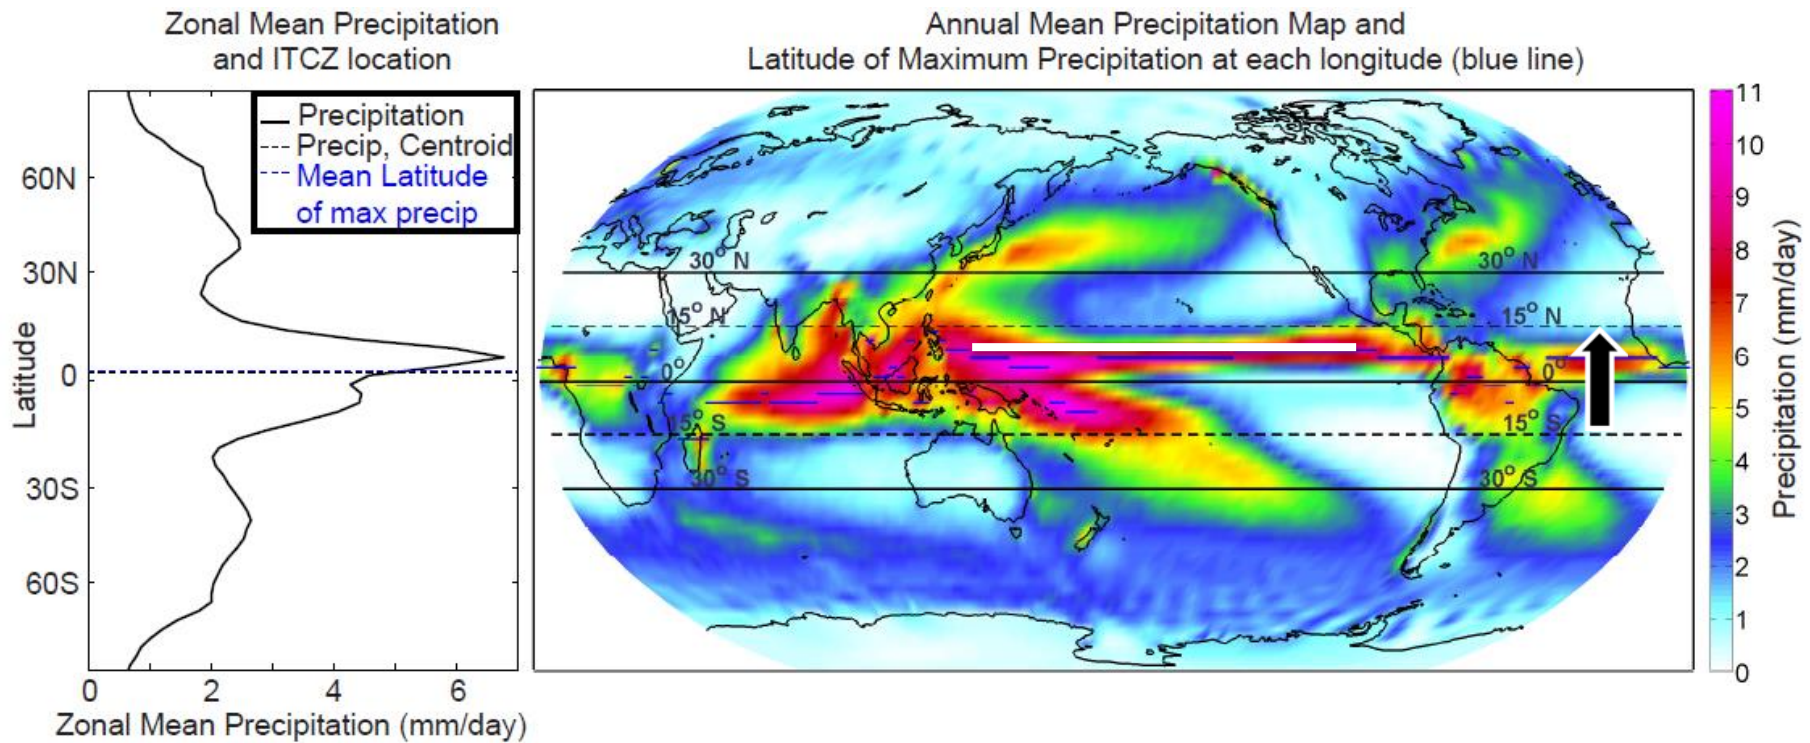 Zonal Mean Precipitation
and ITCZ location
Precipitation
Precip, Centroid
Mean Latitude
of max precip
60N
30N
0
30S
60S
Latitude
0
2
4
6
Zonal Mean Precipitation (mm/day)
Annual Mean Precipitation Map and
Latitude of Maximum Precipitation at each longitude (blue line)
30° N
30° N
15° N
15° N
0°
0°
15° S
15° S
30° S
30° S
11
10
9
8
7
6
5
4
3
2
1
0
Precipitation (mm/day)